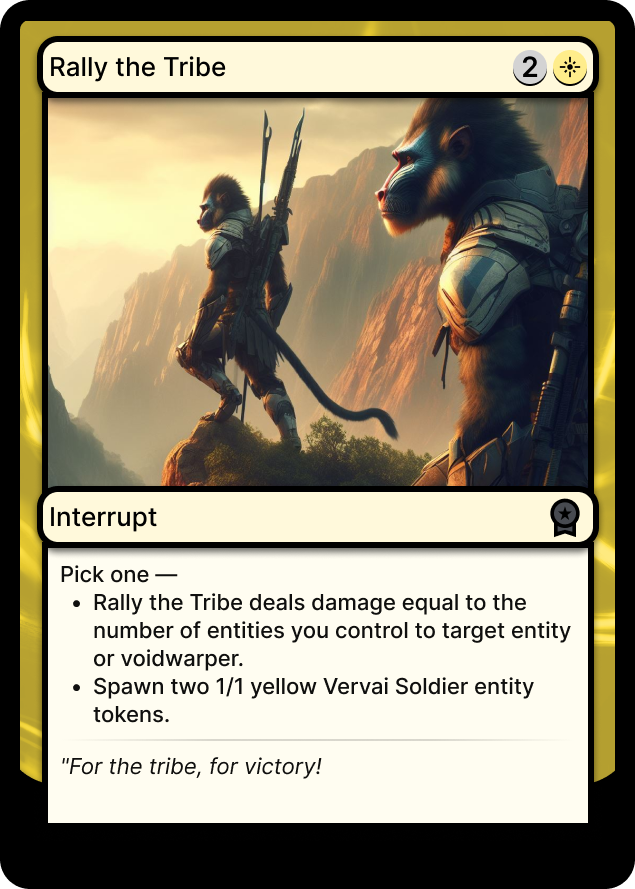 Rally the Tribe 2
Interrupt
Pick one —
• Rally the Tribe deals damage equal to the
number of entities you control to target entity
or voidwarper.
• Spawn two 1/1 yellow Vervai Soldier entity
tokens.
"For the tribe, for victory!